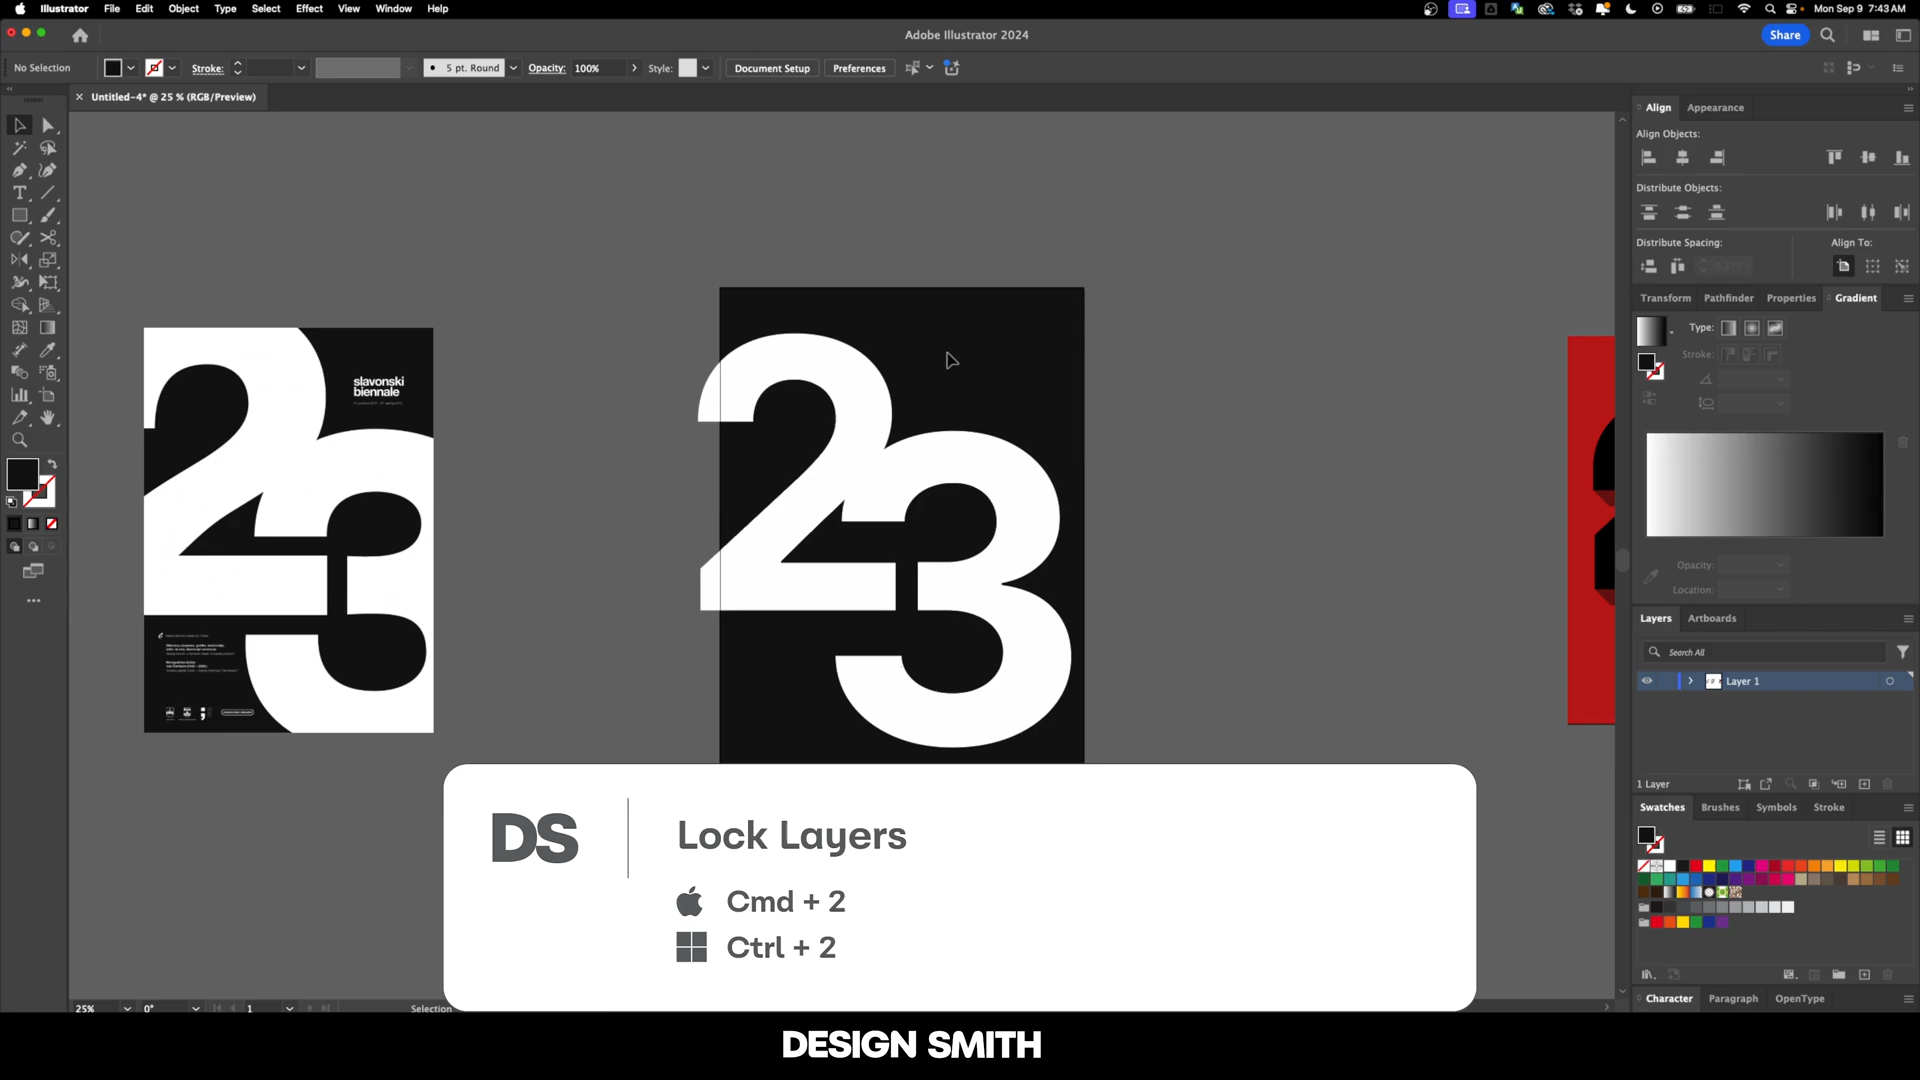 Illustrator File Edit Object Type Select Effect View Window Help
Mon Sep 9 7:43 AM
Adobe Illustrator 2024
Share
No Selection
Stroke:
5 pt. Round
Opacity: 100%
Style:
Document Setup
Preferences
Untitled-4* @ 25 % (RGB/Preview)
Align Appearance
Align Objects:
Distribute Objects:
Distribute Spacing:
Align To:
Transform Pathfinder Properties Gradient
Type:
Stroke:
Opacity:
Location:
Layers Artboards
Search All
Layer 1
1 Layer
Swatches Brushes Symbols Stroke
Character Paragraph OpenType
23
slavonski
biennale
23
DS
Lock Layers
Cmd + 2
Ctrl + 2
25%
0°
1
Selection
DESIGN SMITH